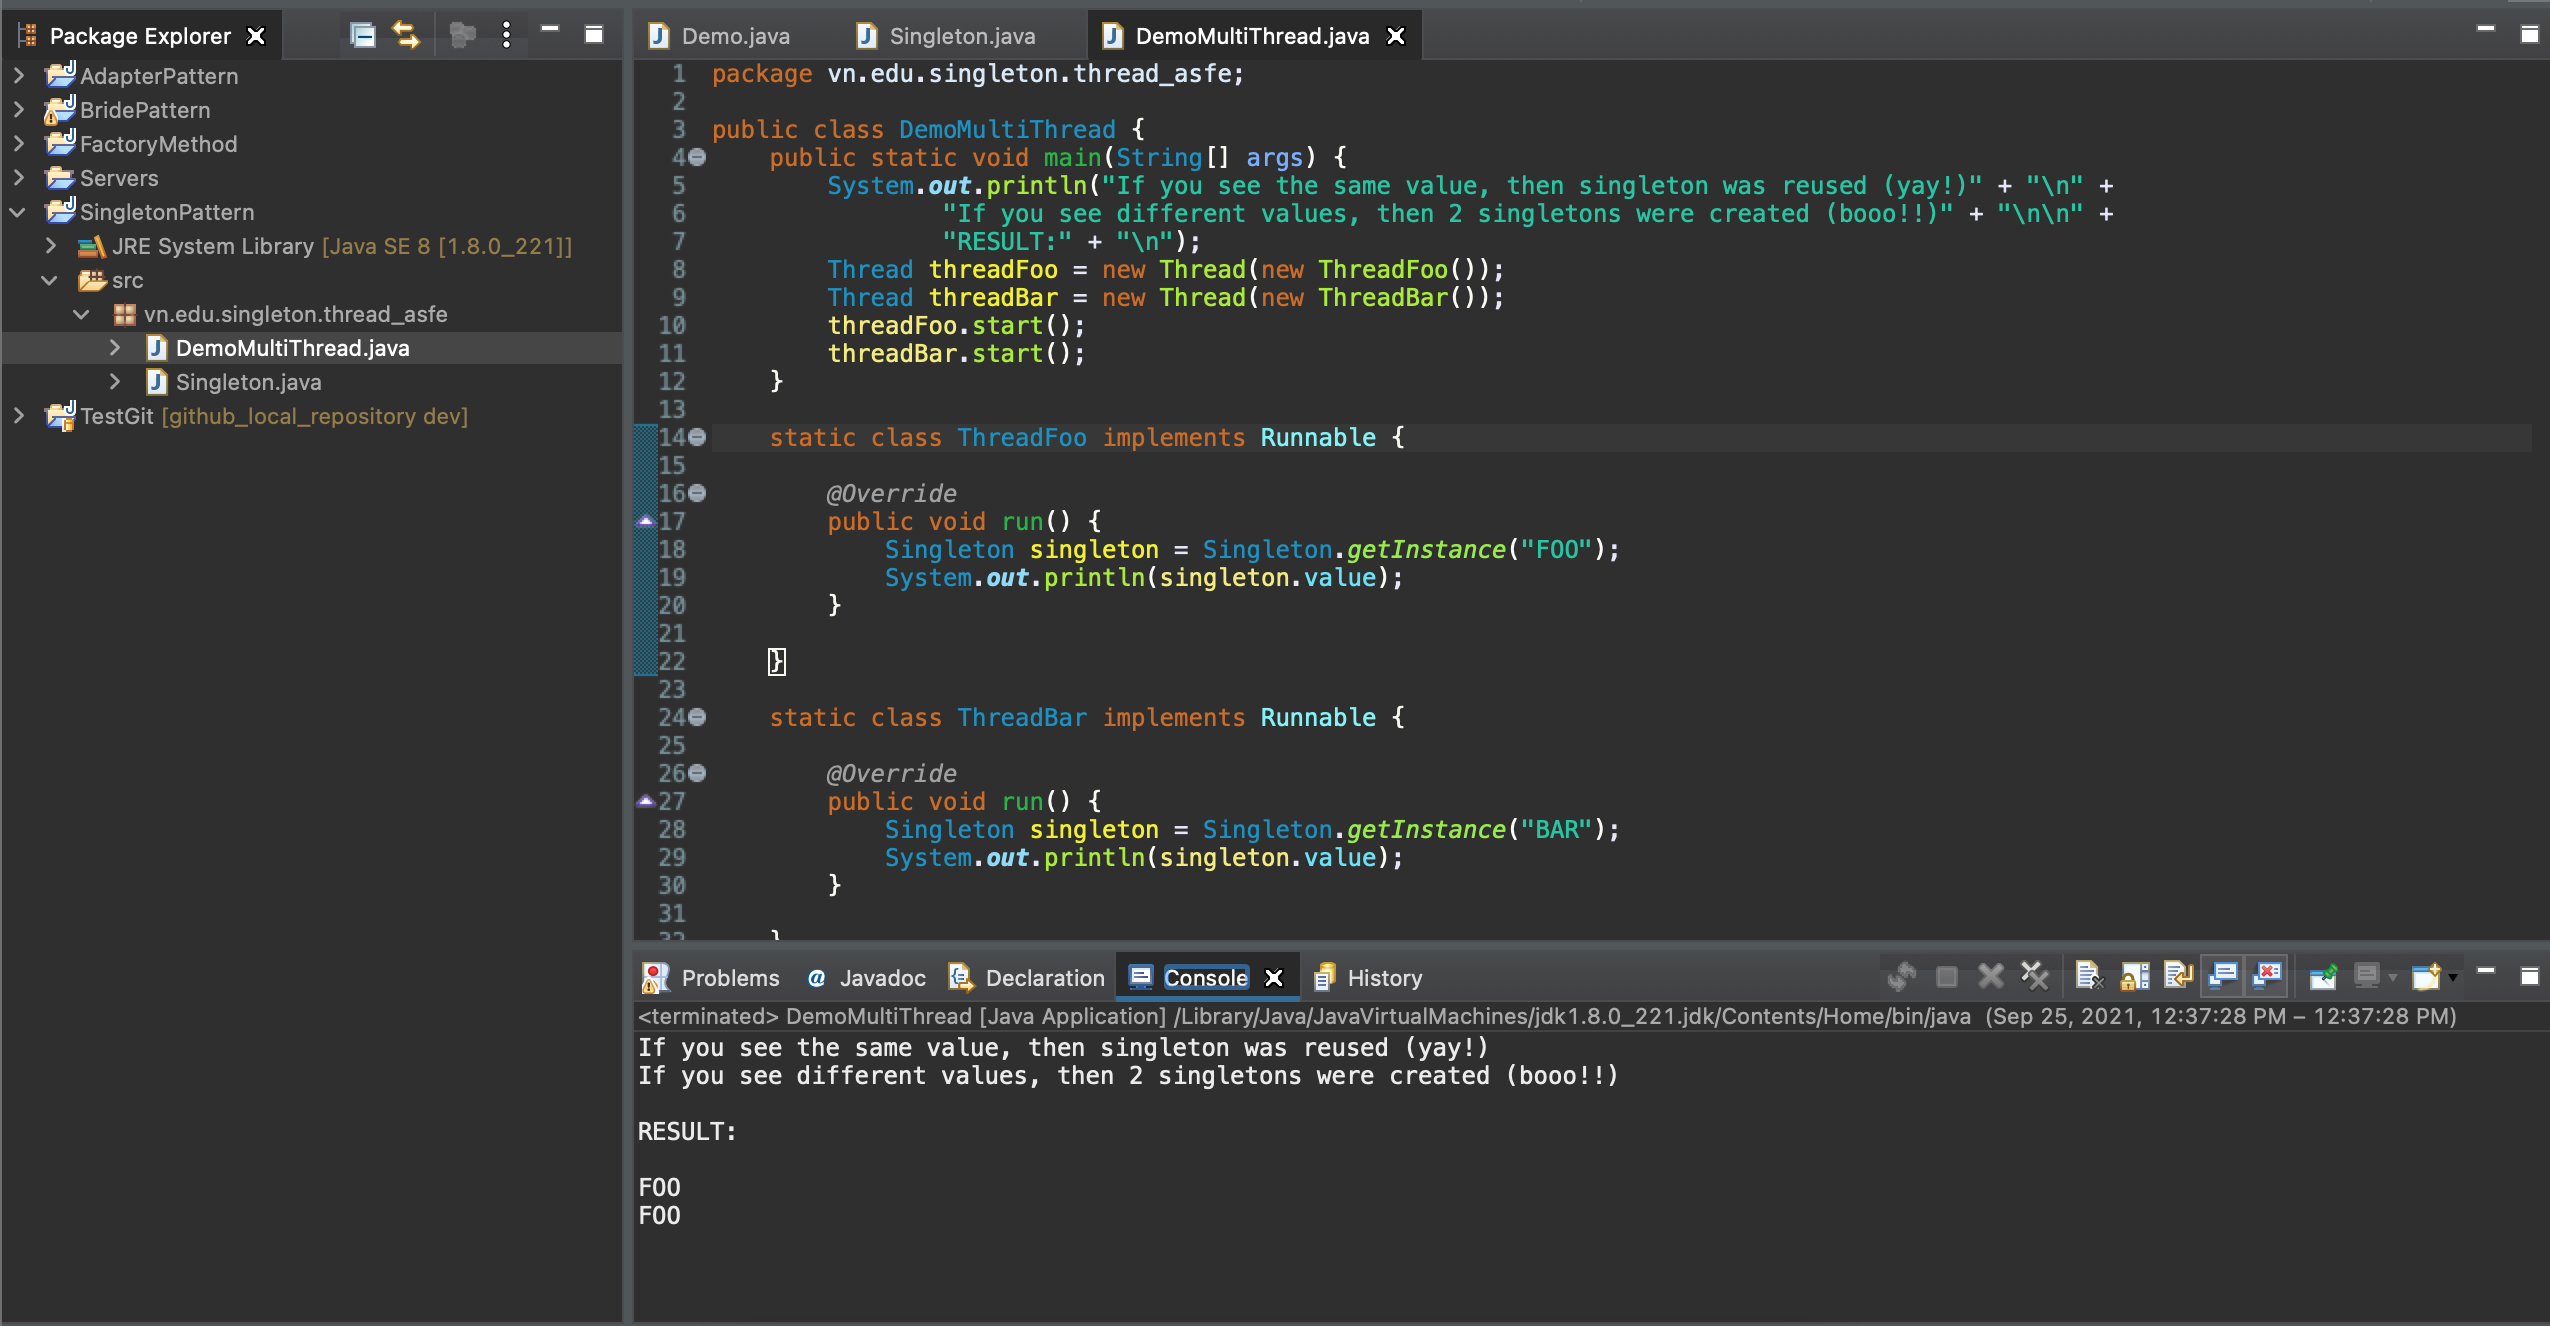 Package Explorer
AdapterPattern
BridePattern
FactoryMethod
Servers
SingletonPattern
JRE System Library [Java SE 8 [1.8.0_221]]
src
vn.edu.singleton.thread_asfe
DemoMultiThread.java
Singleton.java
TestGit [github_local_repository dev]
Demo.java Singleton.java DemoMultiThread.java
1 package vn.edu.singleton.thread_asfe;
2
3 public class DemoMultiThread {
4 public static void main(String[] args) {
5 System.out.println("If you see the same value, then singleton was reused (yay!)" + "\n" +
6 "If you see different values, then 2 singletons were created (booo!!)" + "\n\n" +
7 "RESULT:" + "\n");
8 Thread threadFoo = new Thread(new ThreadFoo());
9 Thread threadBar = new Thread(new ThreadBar());
10 threadFoo.start();
11 threadBar.start();
12 }
13
14 static class ThreadFoo implements Runnable {
15
16 @Override
17 public void run() {
18 Singleton singleton = Singleton.getInstance("FOO");
19 System.out.println(singleton.value);
20 }
21
22 }
23
24 static class ThreadBar implements Runnable {
25
26 @Override
27 public void run() {
28 Singleton singleton = Singleton.getInstance("BAR");
29 System.out.println(singleton.value);
30 }
31
32 }
Problems @ Javadoc Declaration Console History
<terminated> DemoMultiThread [Java Application] /Library/Java/JavaVirtualMachines/jdk1.8.0_221.jdk/Contents/Home/bin/java (Sep 25, 2021, 12:37:28 PM – 12:37:28 PM)
If you see the same value, then singleton was reused (yay!)
If you see different values, then 2 singletons were created (booo!!)
RESULT:
FOO
FOO